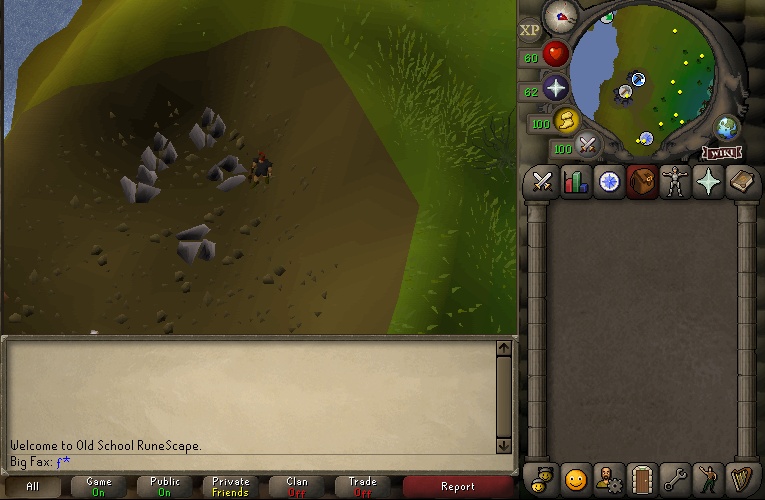 XP
60
62
100
100
WIKI
Welcome to Old School RuneScape.
Big Fax: f*
All
Game
On
Public
On
Private
Friends
Clan
Off
Trade
Off
Report